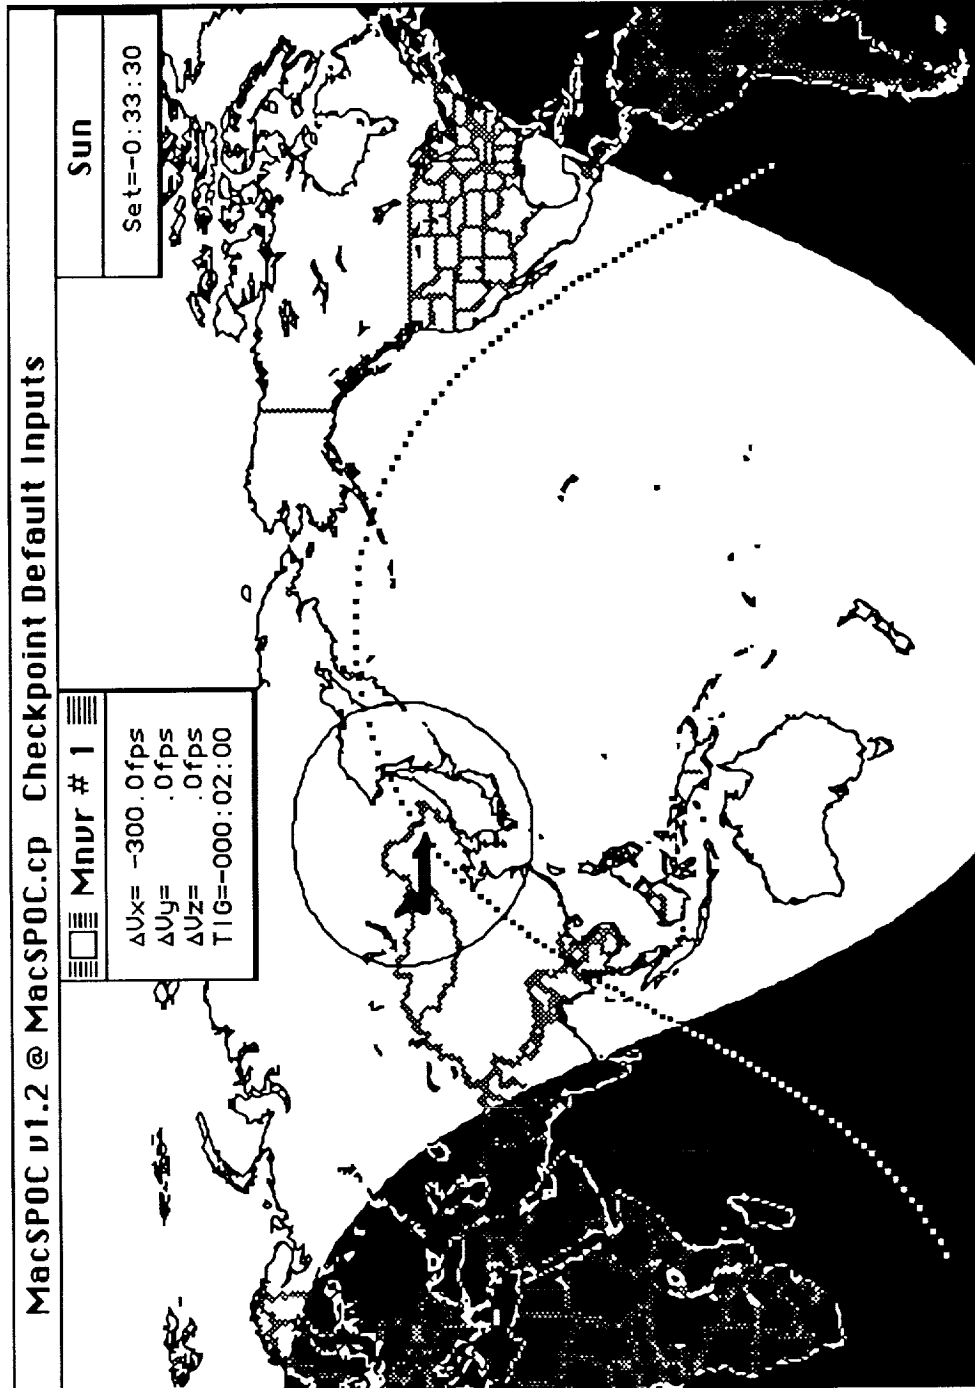 MacSPOC v1.2 @ MacSPOC.cp Checkpoint Default Inputs
Mnvr # 1
ΔVx= -300.0fps
ΔVy= .0fps
ΔVz= .0fps
TIG=-000:02:00
Sun
Set=-0:33:30